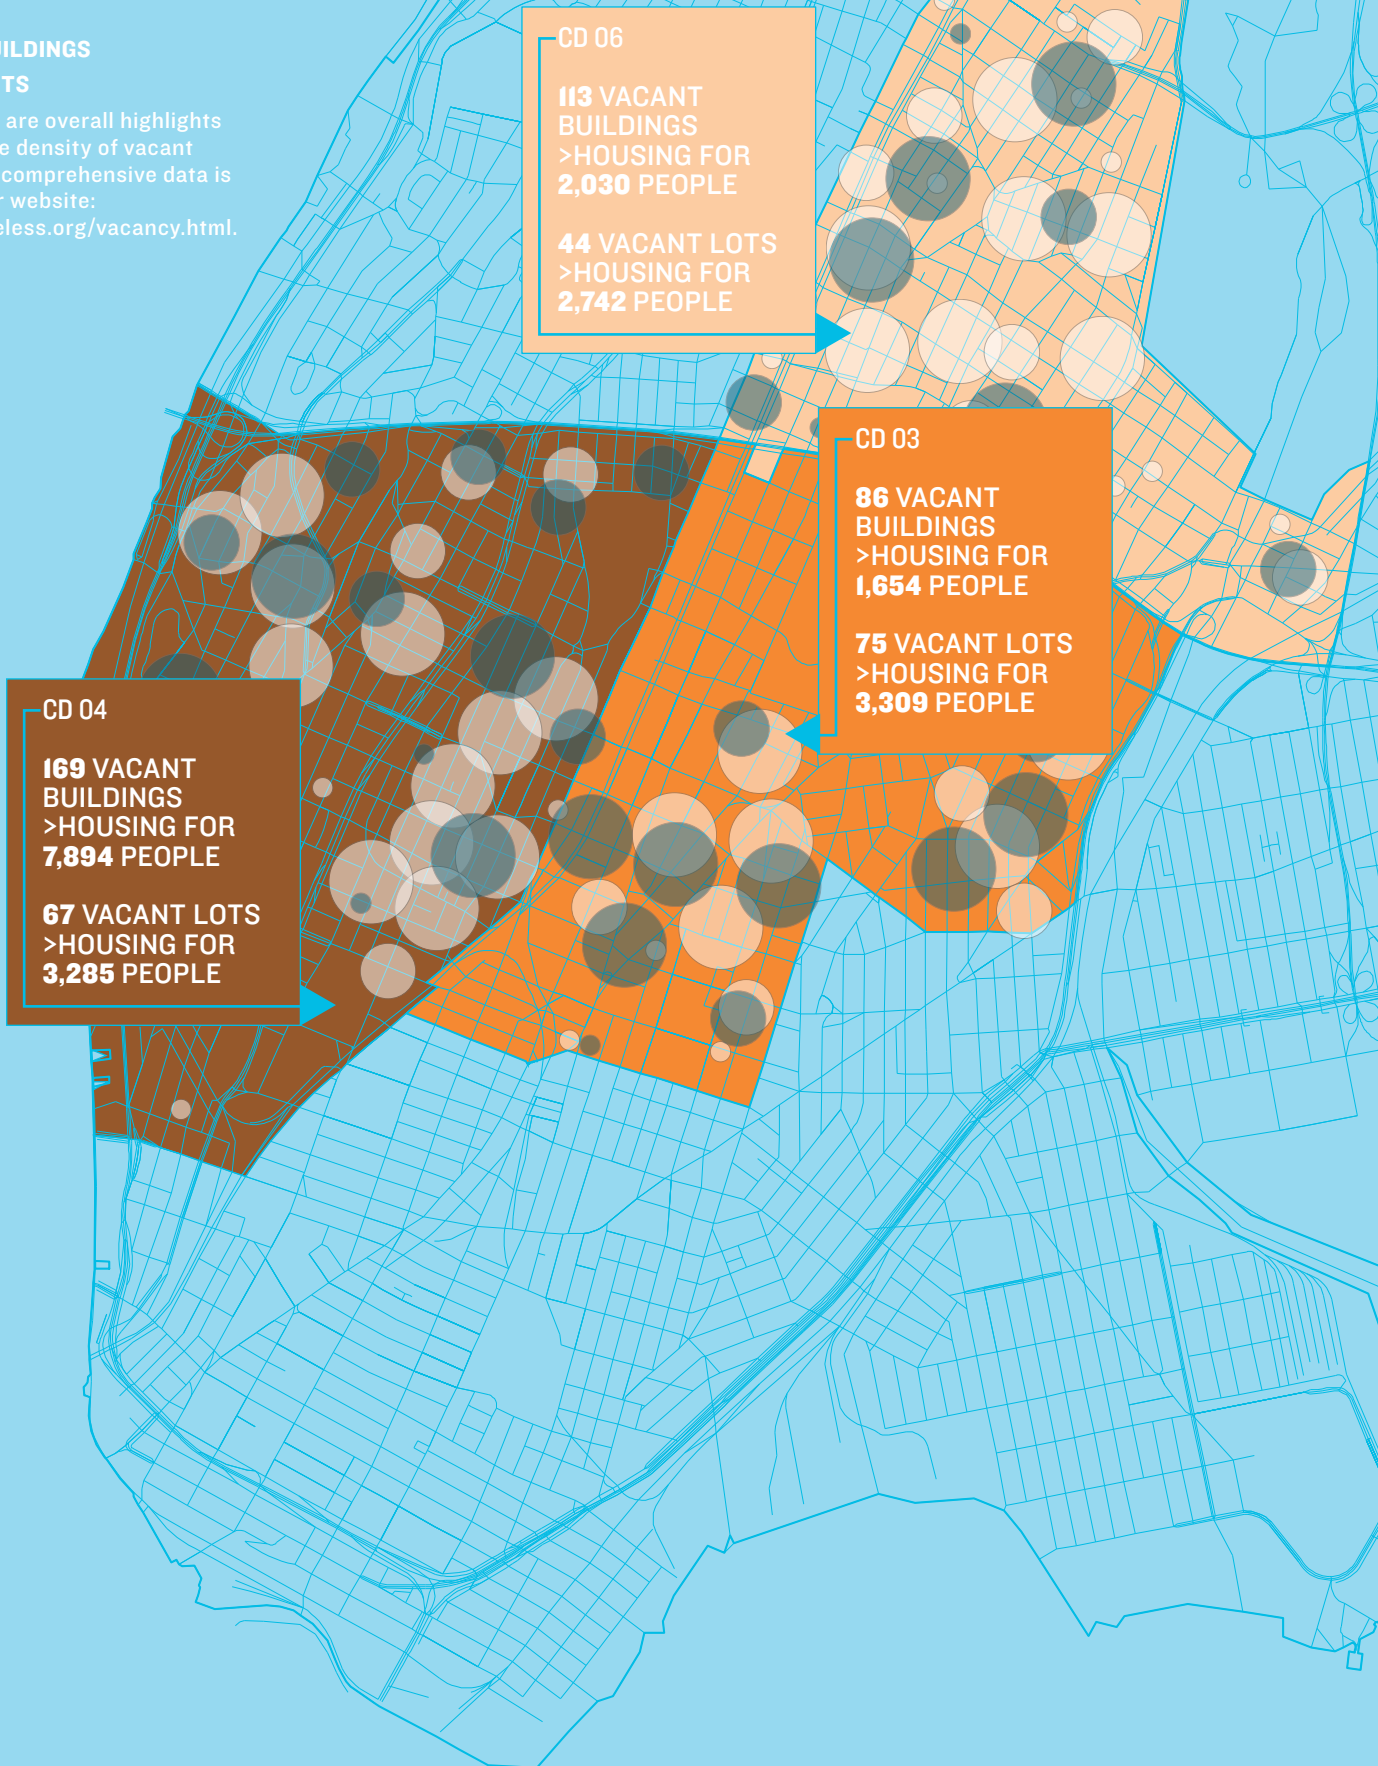 TS
are overall highlights
density of vacant
comprehensive data is
website:
vacancy.html.
CD 06
113 VACANT
BUILDINGS
>HOUSING FOR
2,030 PEOPLE
44 VACANT LOTS
>HOUSING FOR
2,742 PEOPLE
CD 03
86 VACANT
BUILDINGS
>HOUSING FOR
1,654 PEOPLE
75 VACANT LOTS
>HOUSING FOR
3,309 PEOPLE
CD 04
169 VACANT
BUILDINGS
>HOUSING FOR
7,894 PEOPLE
67 VACANT LOTS
>HOUSING FOR
3,285 PEOPLE